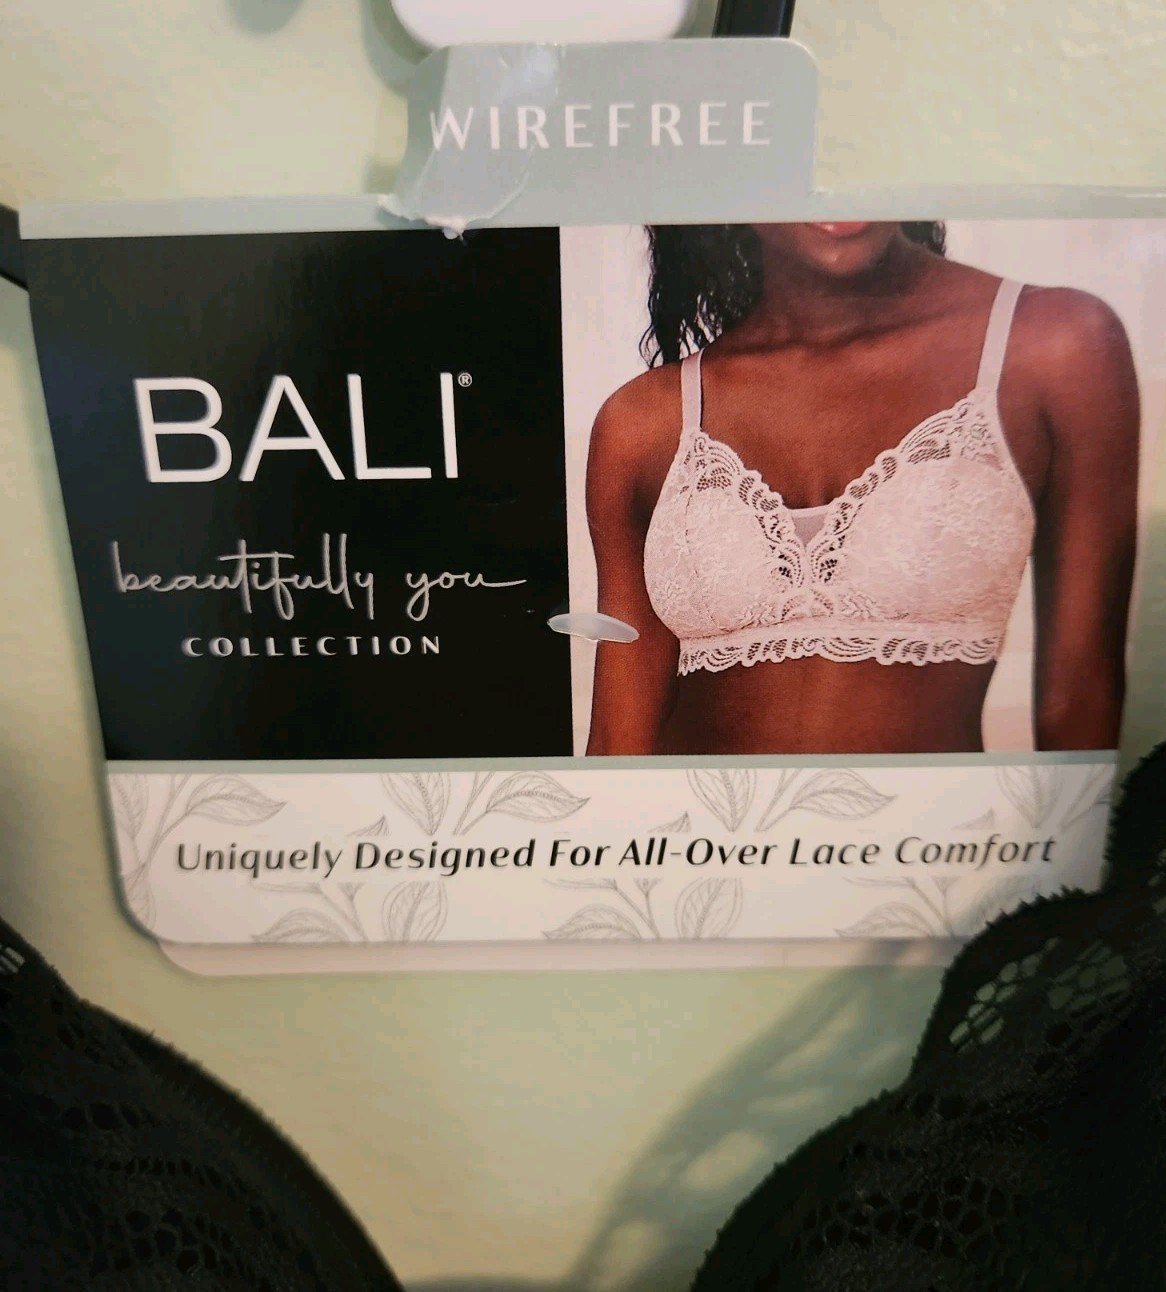 WIREFREE
BALI®
beautifully you
COLLECTION
Uniquely Designed For All-Over Lace Comfort